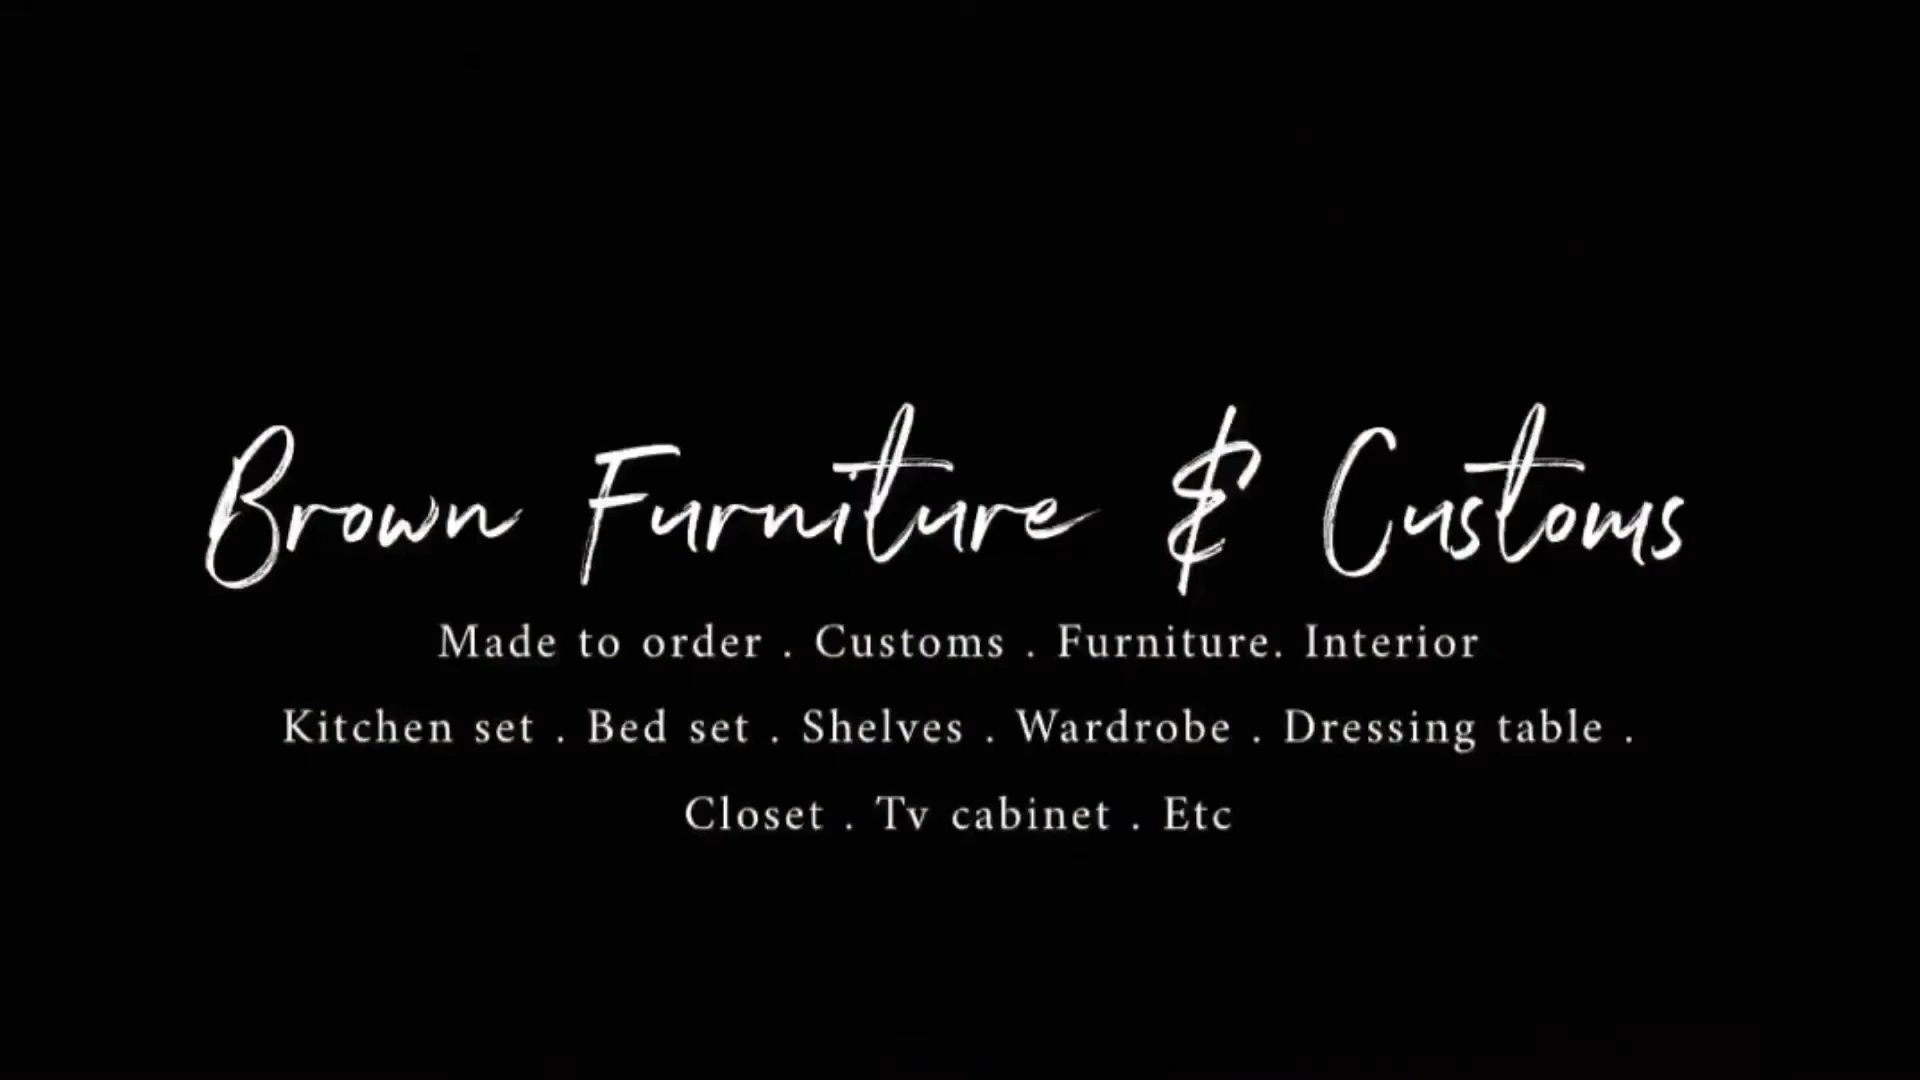 Brown Furniture & Customs
Made to order . Customs . Furniture. Interior
Kitchen set . Bed set . Shelves . Wardrobe . Dressing table .
Closet . Tv cabinet . Etc